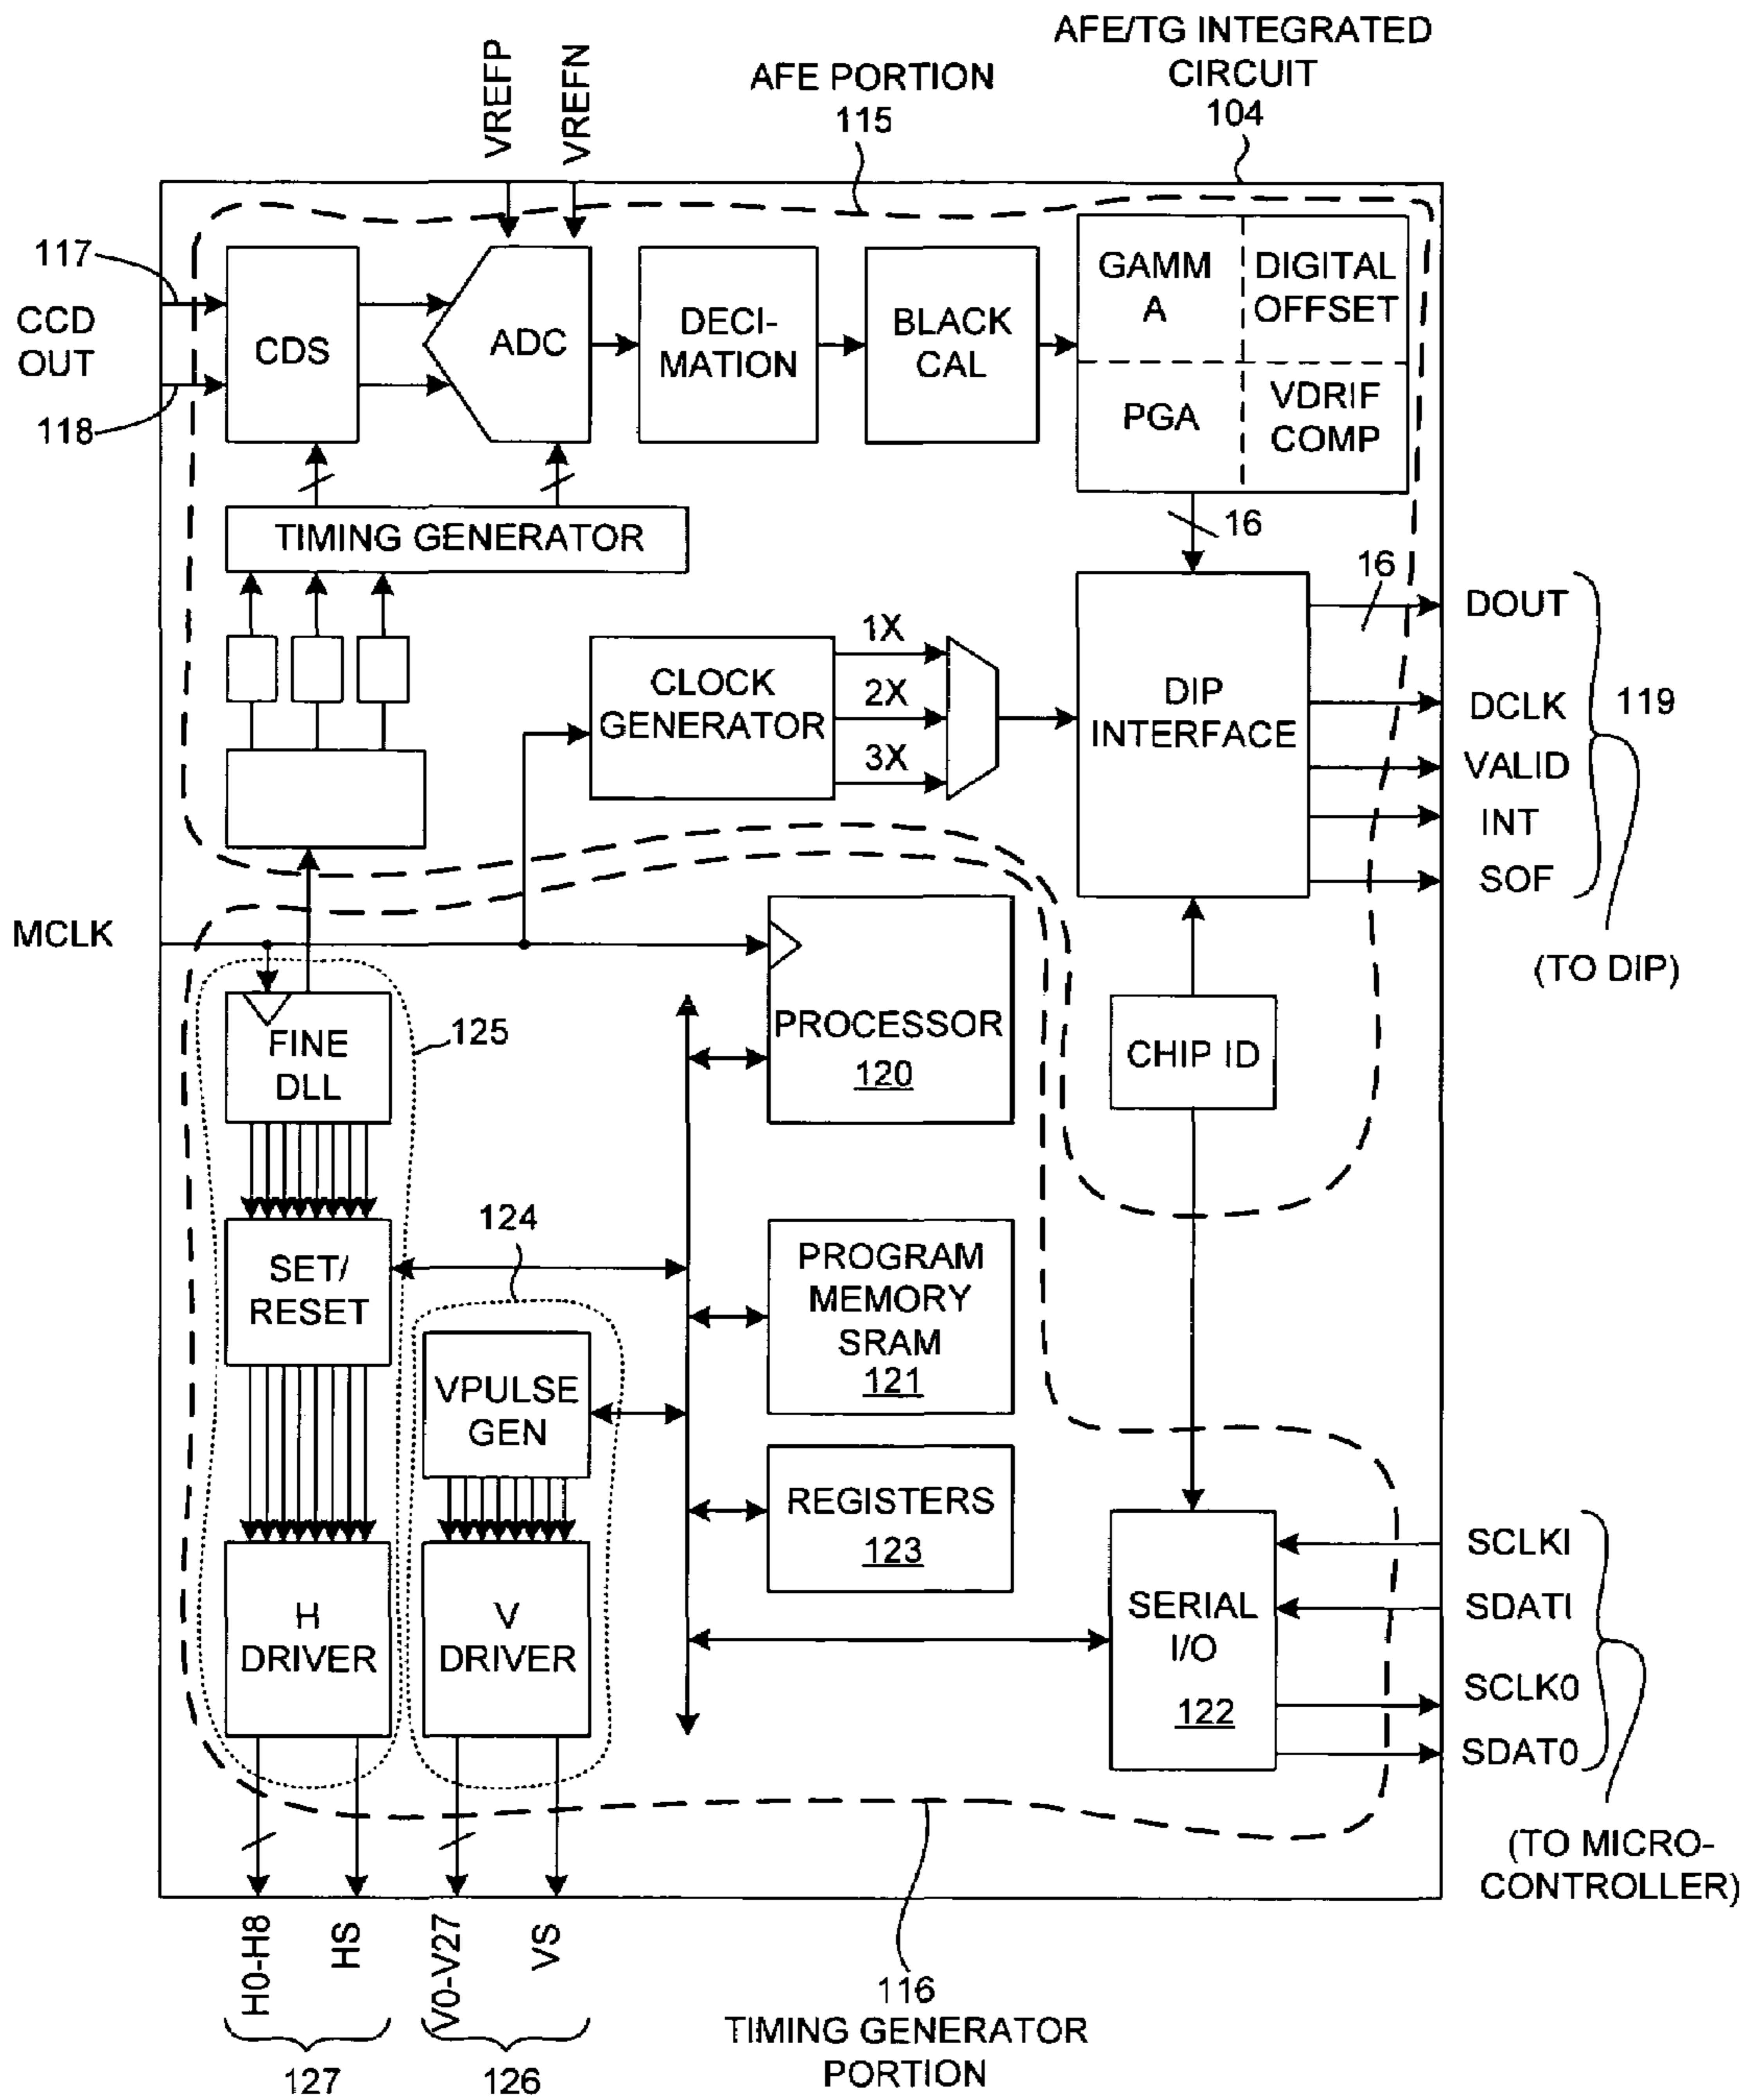 AFE/TG INTEGRATED
CIRCUIT
104
AFE PORTION
115
VREFP
VREFN
117
CCD
OUT
118
CDS
ADC
DECI-
MATION
BLACK
CAL
GAMM
A
DIGITAL
OFFSET
PGA
VDRIF
COMP
TIMING GENERATOR
16
16
DOUT
CLOCK
GENERATOR
1X
2X
3X
DIP
INTERFACE
DCLK
119
VALID
INT
SOF
(TO DIP)
MCLK
FINE
DLL
125
PROCESSOR
120
CHIP ID
SET/
RESET
124
PROGRAM
MEMORY
SRAM
121
VPULSE
GEN
REGISTERS
123
H
DRIVER
V
DRIVER
SERIAL
I/O
122
SCLKI
SDATI
SCLK0
SDAT0
(TO MICRO-
CONTROLLER)
H0-H8
HS
V0-V27
VS
127
126
116
TIMING GENERATOR
PORTION